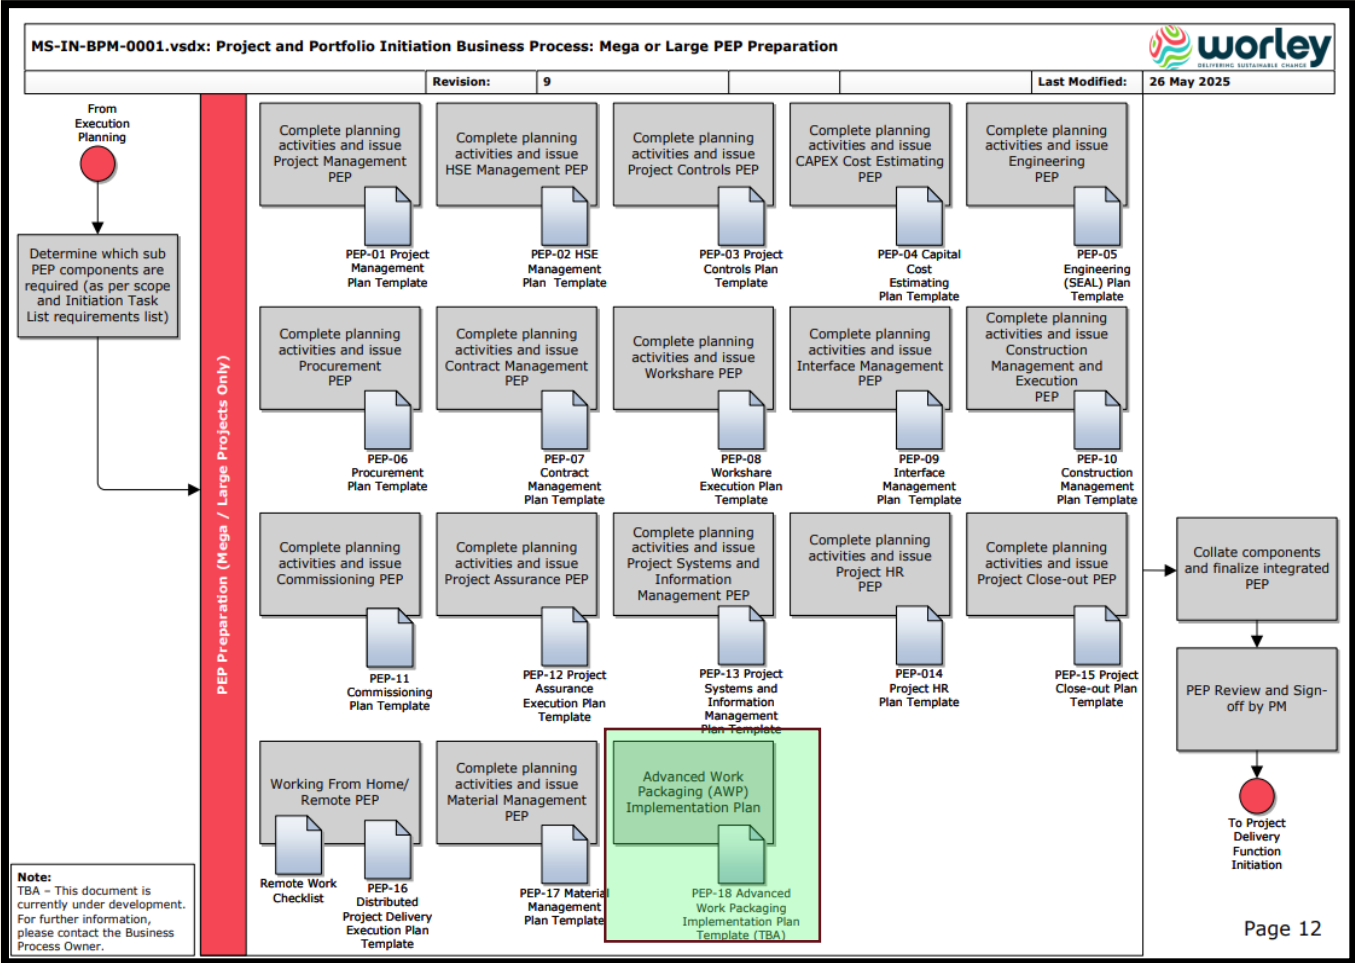 MS-IN-BPM-0001.vsdx: Project and Portfolio Initiation Business Process: Mega or Large PEP Preparation
worley
DELIVERING SUSTAINABLE CHANGE
Revision:
9
Last Modified:
26 May 2025
From
Execution
Planning
Determine which sub
PEP components are
required (as per scope
and Initiation Task
List requirements list)
PEP Preparation (Mega / Large Projects Only)
Complete planning
activities and issue
Project Management
PEP
PEP-01 Project
Management
Plan Template
Complete planning
activities and issue
HSE Management PEP
PEP-02 HSE
Management
Plan  Template
Complete planning
activities and issue
Project Controls PEP
PEP-03 Project
Controls Plan
Template
Complete planning
activities and issue
CAPEX Cost Estimating
PEP
PEP-04 Capital
Cost
Estimating
Plan Template
Complete planning
activities and issue
Engineering
PEP
PEP-05
Engineering
(SEAL) Plan
Template
Complete planning
activities and issue
Procurement
PEP
PEP-06
Procurement
Plan Template
Complete planning
activities and issue
Contract Management
PEP
PEP-07
Contract
Management
Plan Template
Complete planning
activities and issue
Workshare PEP
PEP-08
Workshare
Execution Plan
Template
Complete planning
activities and issue
Interface Management
PEP
PEP-09
Interface
Management
Plan  Template
Complete planning
activities and issue
Construction
Management and
Execution
PEP
PEP-10
Construction
Management
Plan Template
Complete planning
activities and issue
Commissioning PEP
PEP-11
Commissioning
Plan Template
Complete planning
activities and issue
Project Assurance PEP
PEP-12 Project
Assurance
Execution Plan
Template
Complete planning
activities and issue
Project Systems and
Information
Management PEP
PEP-13 Project
Systems and
Information
Management
Plan Template
Complete planning
activities and issue
Project HR
PEP
PEP-014
Project HR
Plan Template
Complete planning
activities and issue
Project Close-out PEP
PEP-15 Project
Close-out Plan
Template
Working From Home/
Remote PEP
Remote Work
Checklist
PEP-16
Distributed
Project Delivery
Execution Plan
Template
Complete planning
activities and issue
Material Management
PEP
PEP-17 Material
Management
Plan Template
Advanced Work
Packaging (AWP)
Implementation Plan
PEP-18 Advanced
Work Packaging
Implementation Plan
Template (TBA)
Collate components
and finalize integrated
PEP
PEP Review and Sign-
off by PM
To Project
Delivery
Function
Initiation
Note:
TBA – This document is
currently under development.
For further information,
please contact the Business
Process Owner.
Page 12